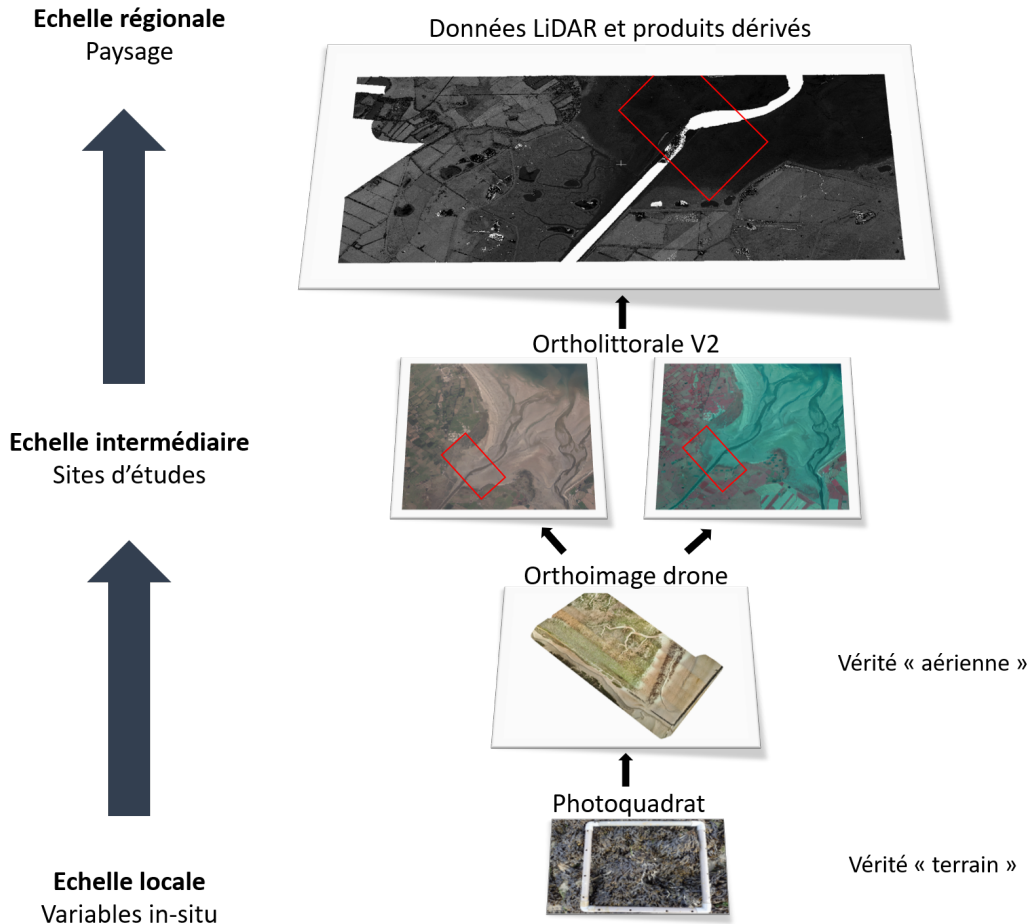 Echelle régionale
Paysage
Données LiDAR et produits dérivés
Ortholittorale V2
Echelle intermédiaire
Sites d'études
Orthoimage drone
Vérité « aérienne »
Photoquadrat
Vérité « terrain »
Echelle locale
Variables in-situ